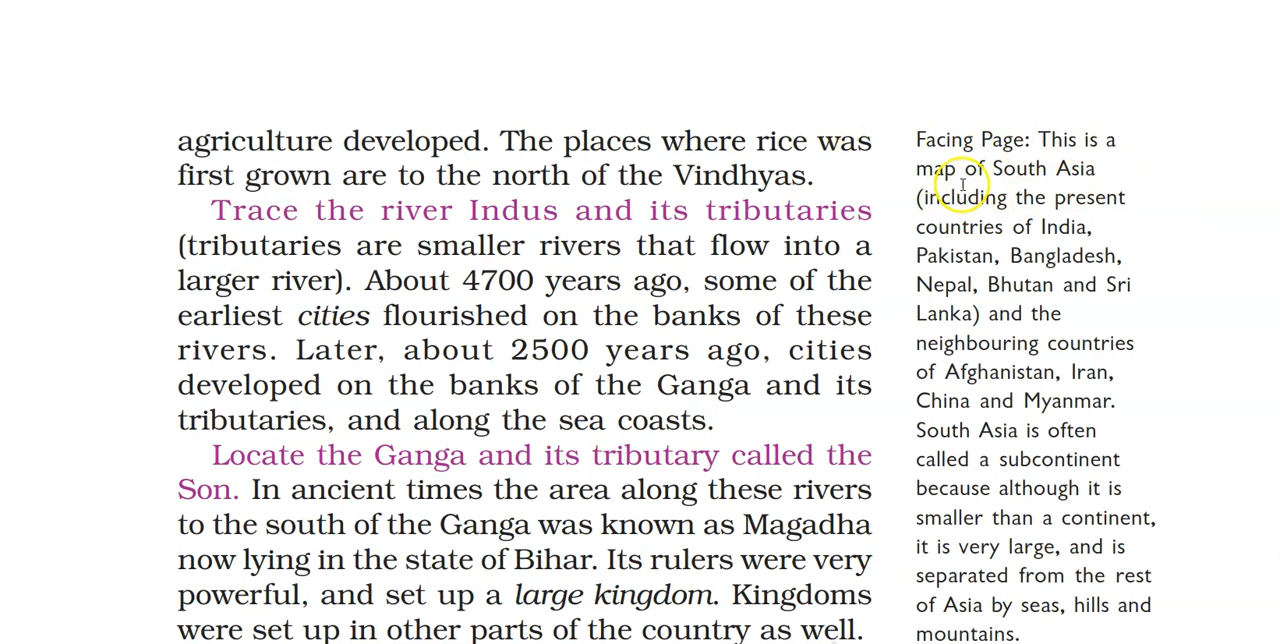 agriculture developed. The places where rice was
first grown are to the north of the Vindhyas.
Trace the river Indus and its tributaries
(tributaries are smaller rivers that flow into a
larger river). About 4700 years ago, some of the
earliest cities flourished on the banks of these
rivers. Later, about 2500 years ago, cities
developed on the banks of the Ganga and its
tributaries, and along the sea coasts.
Locate the Ganga and its tributary called the
Son. In ancient times the area along these rivers
to the south of the Ganga was known as Magadha
now lying in the state of Bihar. Its rulers were very
powerful, and set up a large kingdom. Kingdoms
were set up in other parts of the country as well.
Facing Page: This is a
map of South Asia
(including the present
countries of India,
Pakistan, Bangladesh,
Nepal, Bhutan and Sri
Lanka) and the
neighbouring countries
of Afghanistan, Iran,
China and Myanmar.
South Asia is often
called a subcontinent
because although it is
smaller than a continent,
it is very large, and is
separated from the rest
of Asia by seas, hills and
mountains.